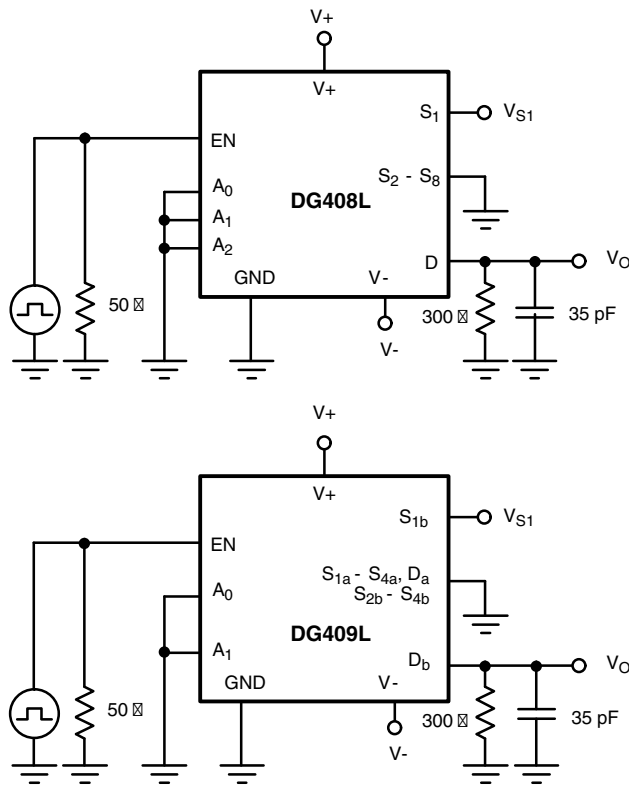 V+
V+
S1
VS1
EN
S2 - S8
A0
A1
DG408L
A2
D
VO
GND
V-
50
300
35 pF
V-
V+
V+
S1b
VS1
EN
S1a - S4a, Da
A0
S2b - S4b
DG409L
A1
Db
VO
GND
V-
50
300
35 pF
V-